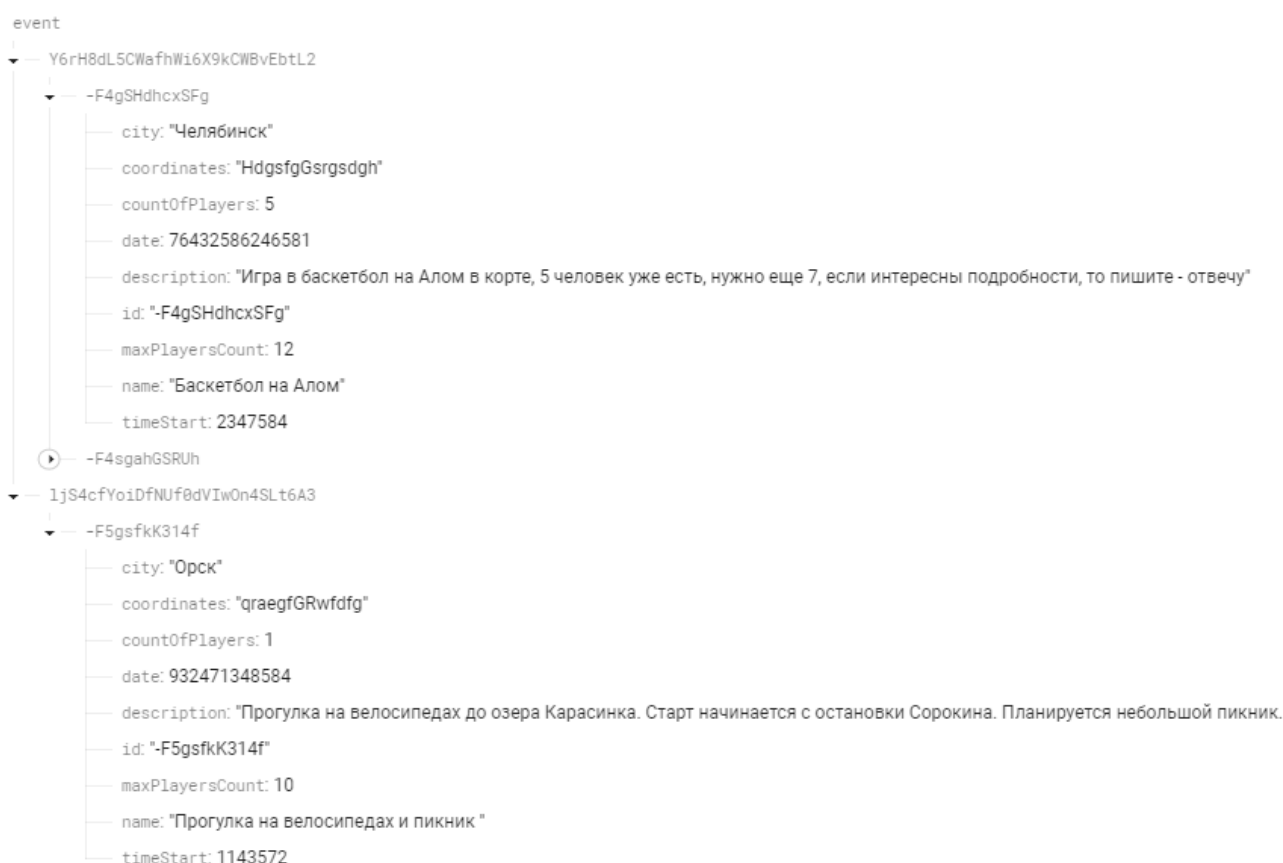 event
Y6rH8dL5CWafhWi6X9kCWBvEbtL2
-F4gSHdhcxSFg
city: "Челябинск"
coordinates: "HdgsfgGsrgsdgh"
countOfPlayers: 5
date: 76432586246581
description: "Игра в баскетбол на Алом в корте, 5 человек уже есть, нужно еще 7, если интересны подробности, то пишите - отвечу"
id: "-F4gSHdhcxSFg"
maxPlayersCount: 12
name: "Баскетбол на Алом"
timeStart: 2347584
-F4sgahGSRUh
ljS4cfYoiDfNUf0dVIwOn4SLt6A3
-F5gsfkK314f
city: "Орск"
coordinates: "qraegfGRwfdfg"
countOfPlayers: 1
date: 932471348584
description: "Прогулка на велосипедах до озера Карасинка. Старт начинается с остановки Сорокина. Планируется небольшой пикник.
id: "-F5gsfkK314f"
maxPlayersCount: 10
name: "Прогулка на велосипедах и пикник "
timeStart: 1143572